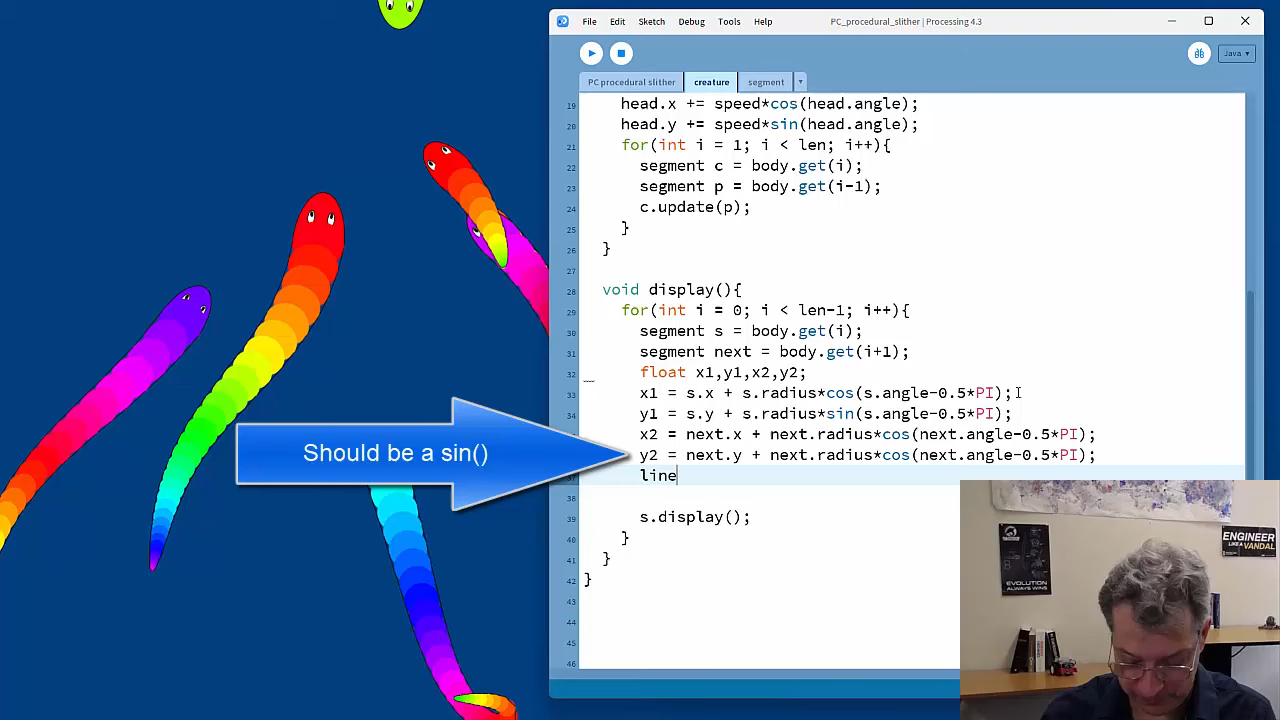 File Edit Sketch Debug Tools Help
PC_procedural_slither | Processing 4.3
Java
PC procedural slither creature segment
19 head.x += speed*cos(head.angle);
20 head.y += speed*sin(head.angle);
21 for(int i = 1; i < len; i++){
22 segment c = body.get(i);
23 segment p = body.get(i-1);
24 c.update(p);
25 }
26 }
27
28 void display(){
29 for(int i = 0; i < len-1; i++){
30 segment s = body.get(i);
31 segment next = body.get(i+1);
32 float x1,y1,x2,y2;
33 x1 = s.x + s.radius*cos(s.angle-0.5*PI);
34 y1 = s.y + s.radius*sin(s.angle-0.5*PI);
x2 = next.x + next.radius*cos(next.angle-0.5*PI);
Should be a sin()
y2 = next.y + next.radius*cos(next.angle-0.5*PI);
37 line
38
39 s.display();
40 }
41 }
42 }
43
44
45
46
EVOLUTION
ALWAYS WINS
ENGINEER
LIKE A VANDAL